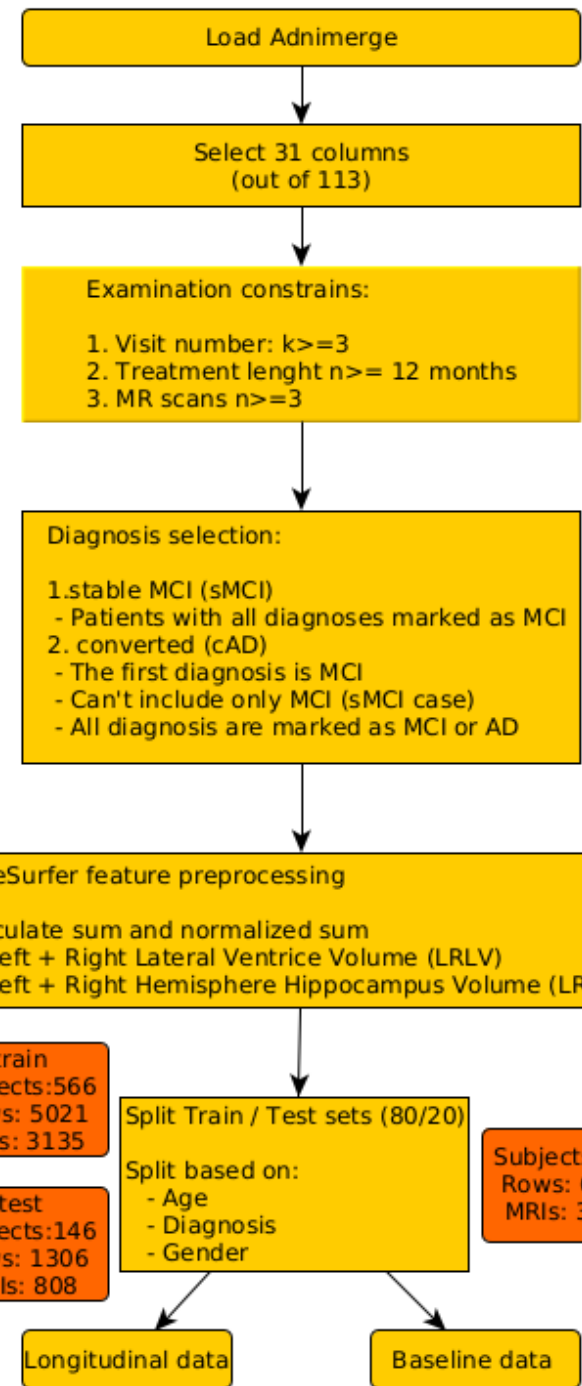 Load Adnimerge
Select 31 columns
(out of 113)
Examination constrains:
1. Visit number: k>=3
2. Treatment lenght n>= 12 months
3. MR scans n>=3
Diagnosis selection:
1.stable MCI (sMCI)
- Patients with all diagnoses marked as MCI
2. converted (cAD)
- The first diagnosis is MCI
- Can't include only MCI (sMCI case)
- All diagnosis are marked as MCI or AD
eSurfer feature preprocessing
culate sum and normalized sum
eft + Right Lateral Ventrice Volume (LRLV)
eft + Right Hemisphere Hippocampus Volume (LR
rain
ects:566
s: 5021
s: 3135
test
ects:146
s: 1306
Is: 808
Split Train / Test sets (80/20)
Split based on:
- Age
- Diagnosis
- Gender
Subject
Rows:
MRIs: 3
Longitudinal data
Baseline data